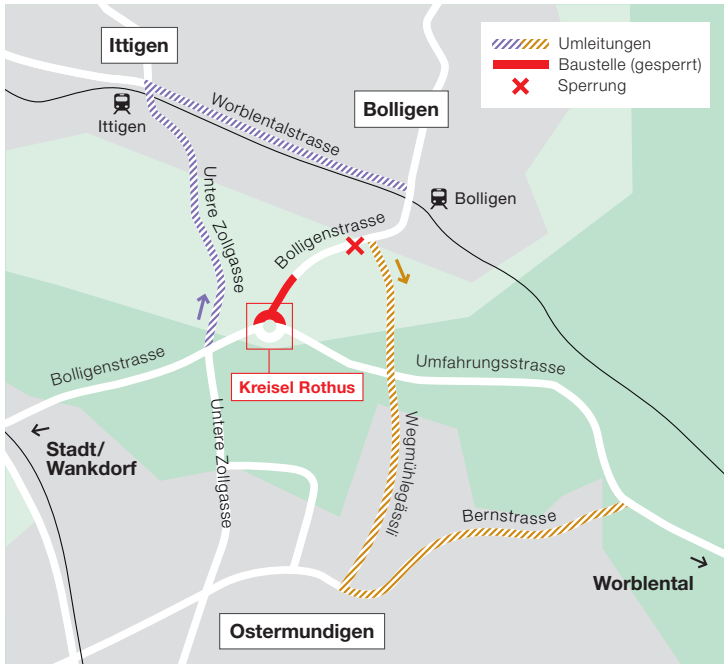 Ittigen
Umleitungen
Baustelle (gesperrt)
Sperrung
Bolligen
Ittigen
Worblentalstrasse
Bolligen
Untere Zollgasse
Bolligenstrasse
Bolligenstrasse
Kreisel Rothus
Umfahrungsstrasse
Stadt/
Wankdorf
Untere Zollgasse
Wegmühlegässli
Bernstrasse
Worblental
Ostermundigen